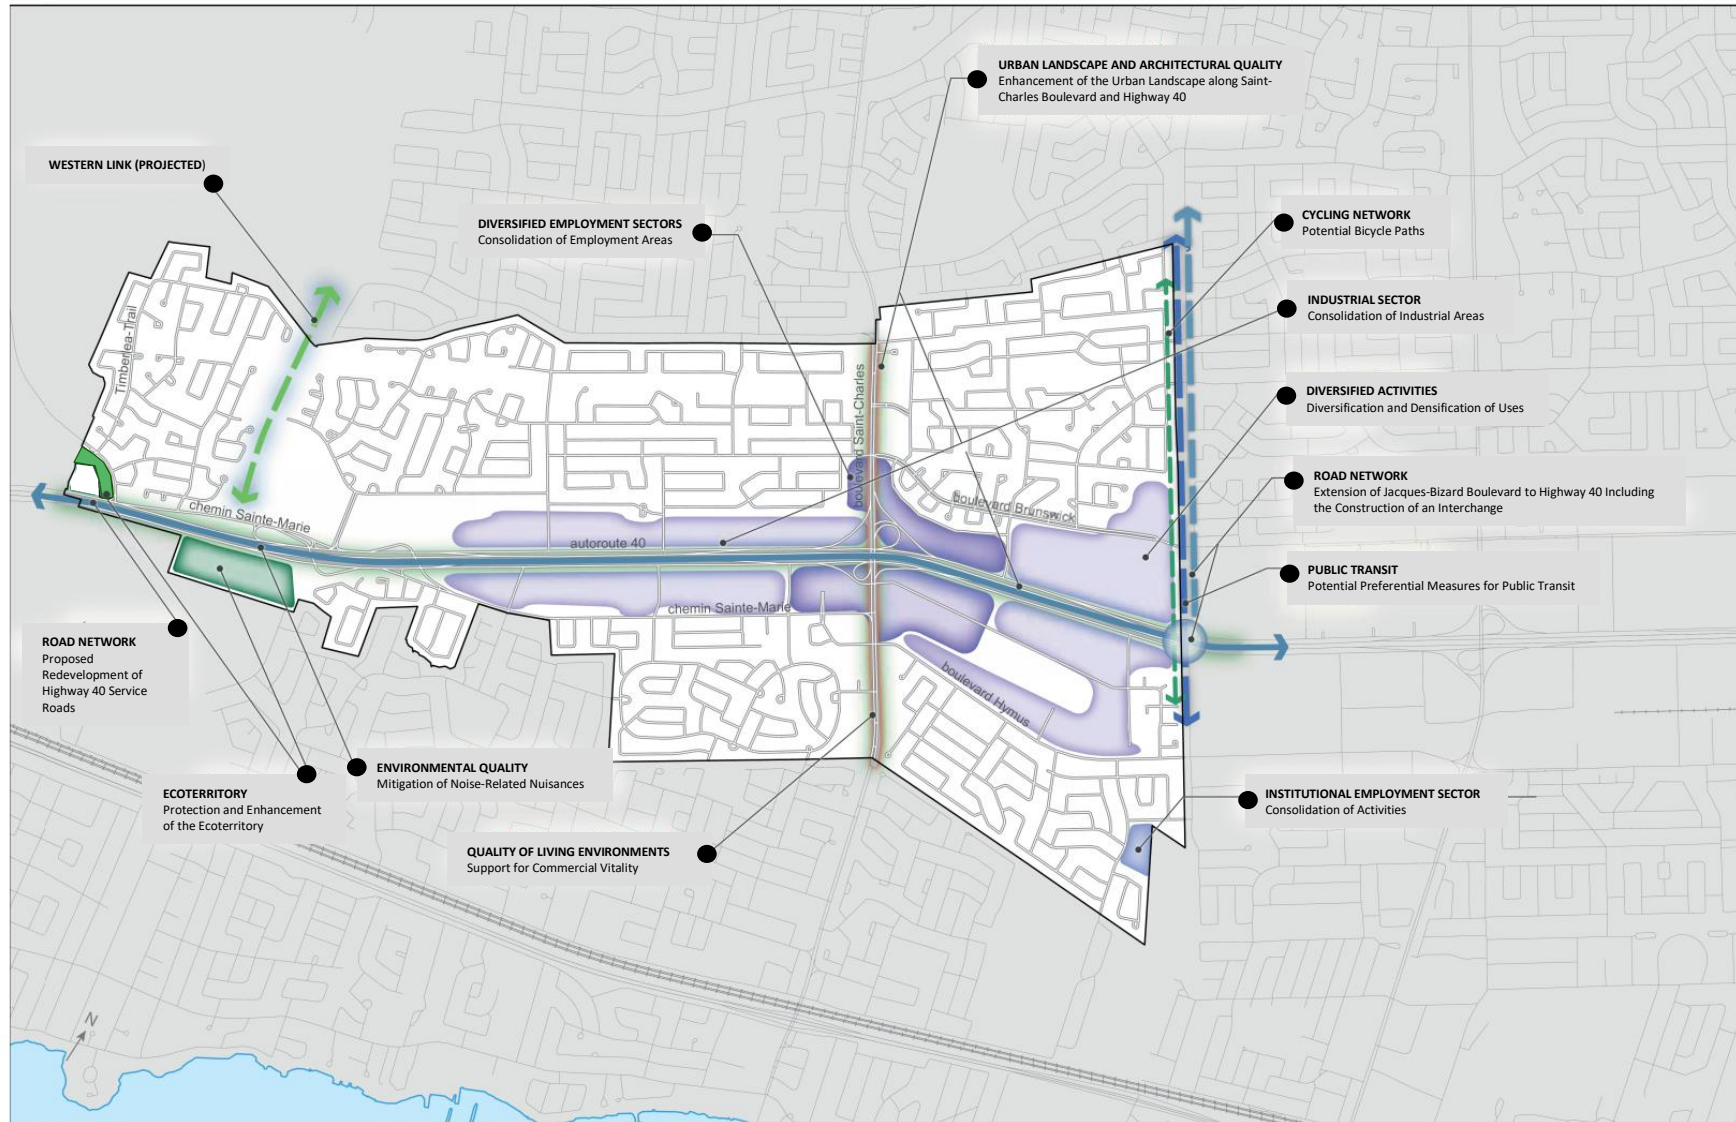 URBAN LANDSCAPE AND ARCHITECTURAL QUALITY
Enhancement of the Urban Landscape along Saint-
Charles Boulevard and Highway 40
WESTERN LINK (PROJECTED)
DIVERSIFIED EMPLOYMENT SECTORS
Consolidation of Employment Areas
CYCLING NETWORK
Potential Bicycle Paths
INDUSTRIAL SECTOR
Consolidation of Industrial Areas
DIVERSIFIED ACTIVITIES
Diversification and Densification of Uses
ROAD NETWORK
Extension of Jacques-Bizard Boulevard to Highway 40 Including
the Construction of an Interchange
PUBLIC TRANSIT
Potential Preferential Measures for Public Transit
Timberlea-Trail
boulevard Saint-Charles
boulevard Brunswick
chemin Sainte-Marie
autoroute 40
chemin Sainte-Marie
boulevard Hymus
ROAD NETWORK
Proposed
Redevelopment of
Highway 40 Service
Roads
ECOTERRITORY
Protection and Enhancement
of the Ecoterritory
ENVIRONMENTAL QUALITY
Mitigation of Noise-Related Nuisances
QUALITY OF LIVING ENVIRONMENTS
Support for Commercial Vitality
INSTITUTIONAL EMPLOYMENT SECTOR
Consolidation of Activities
N